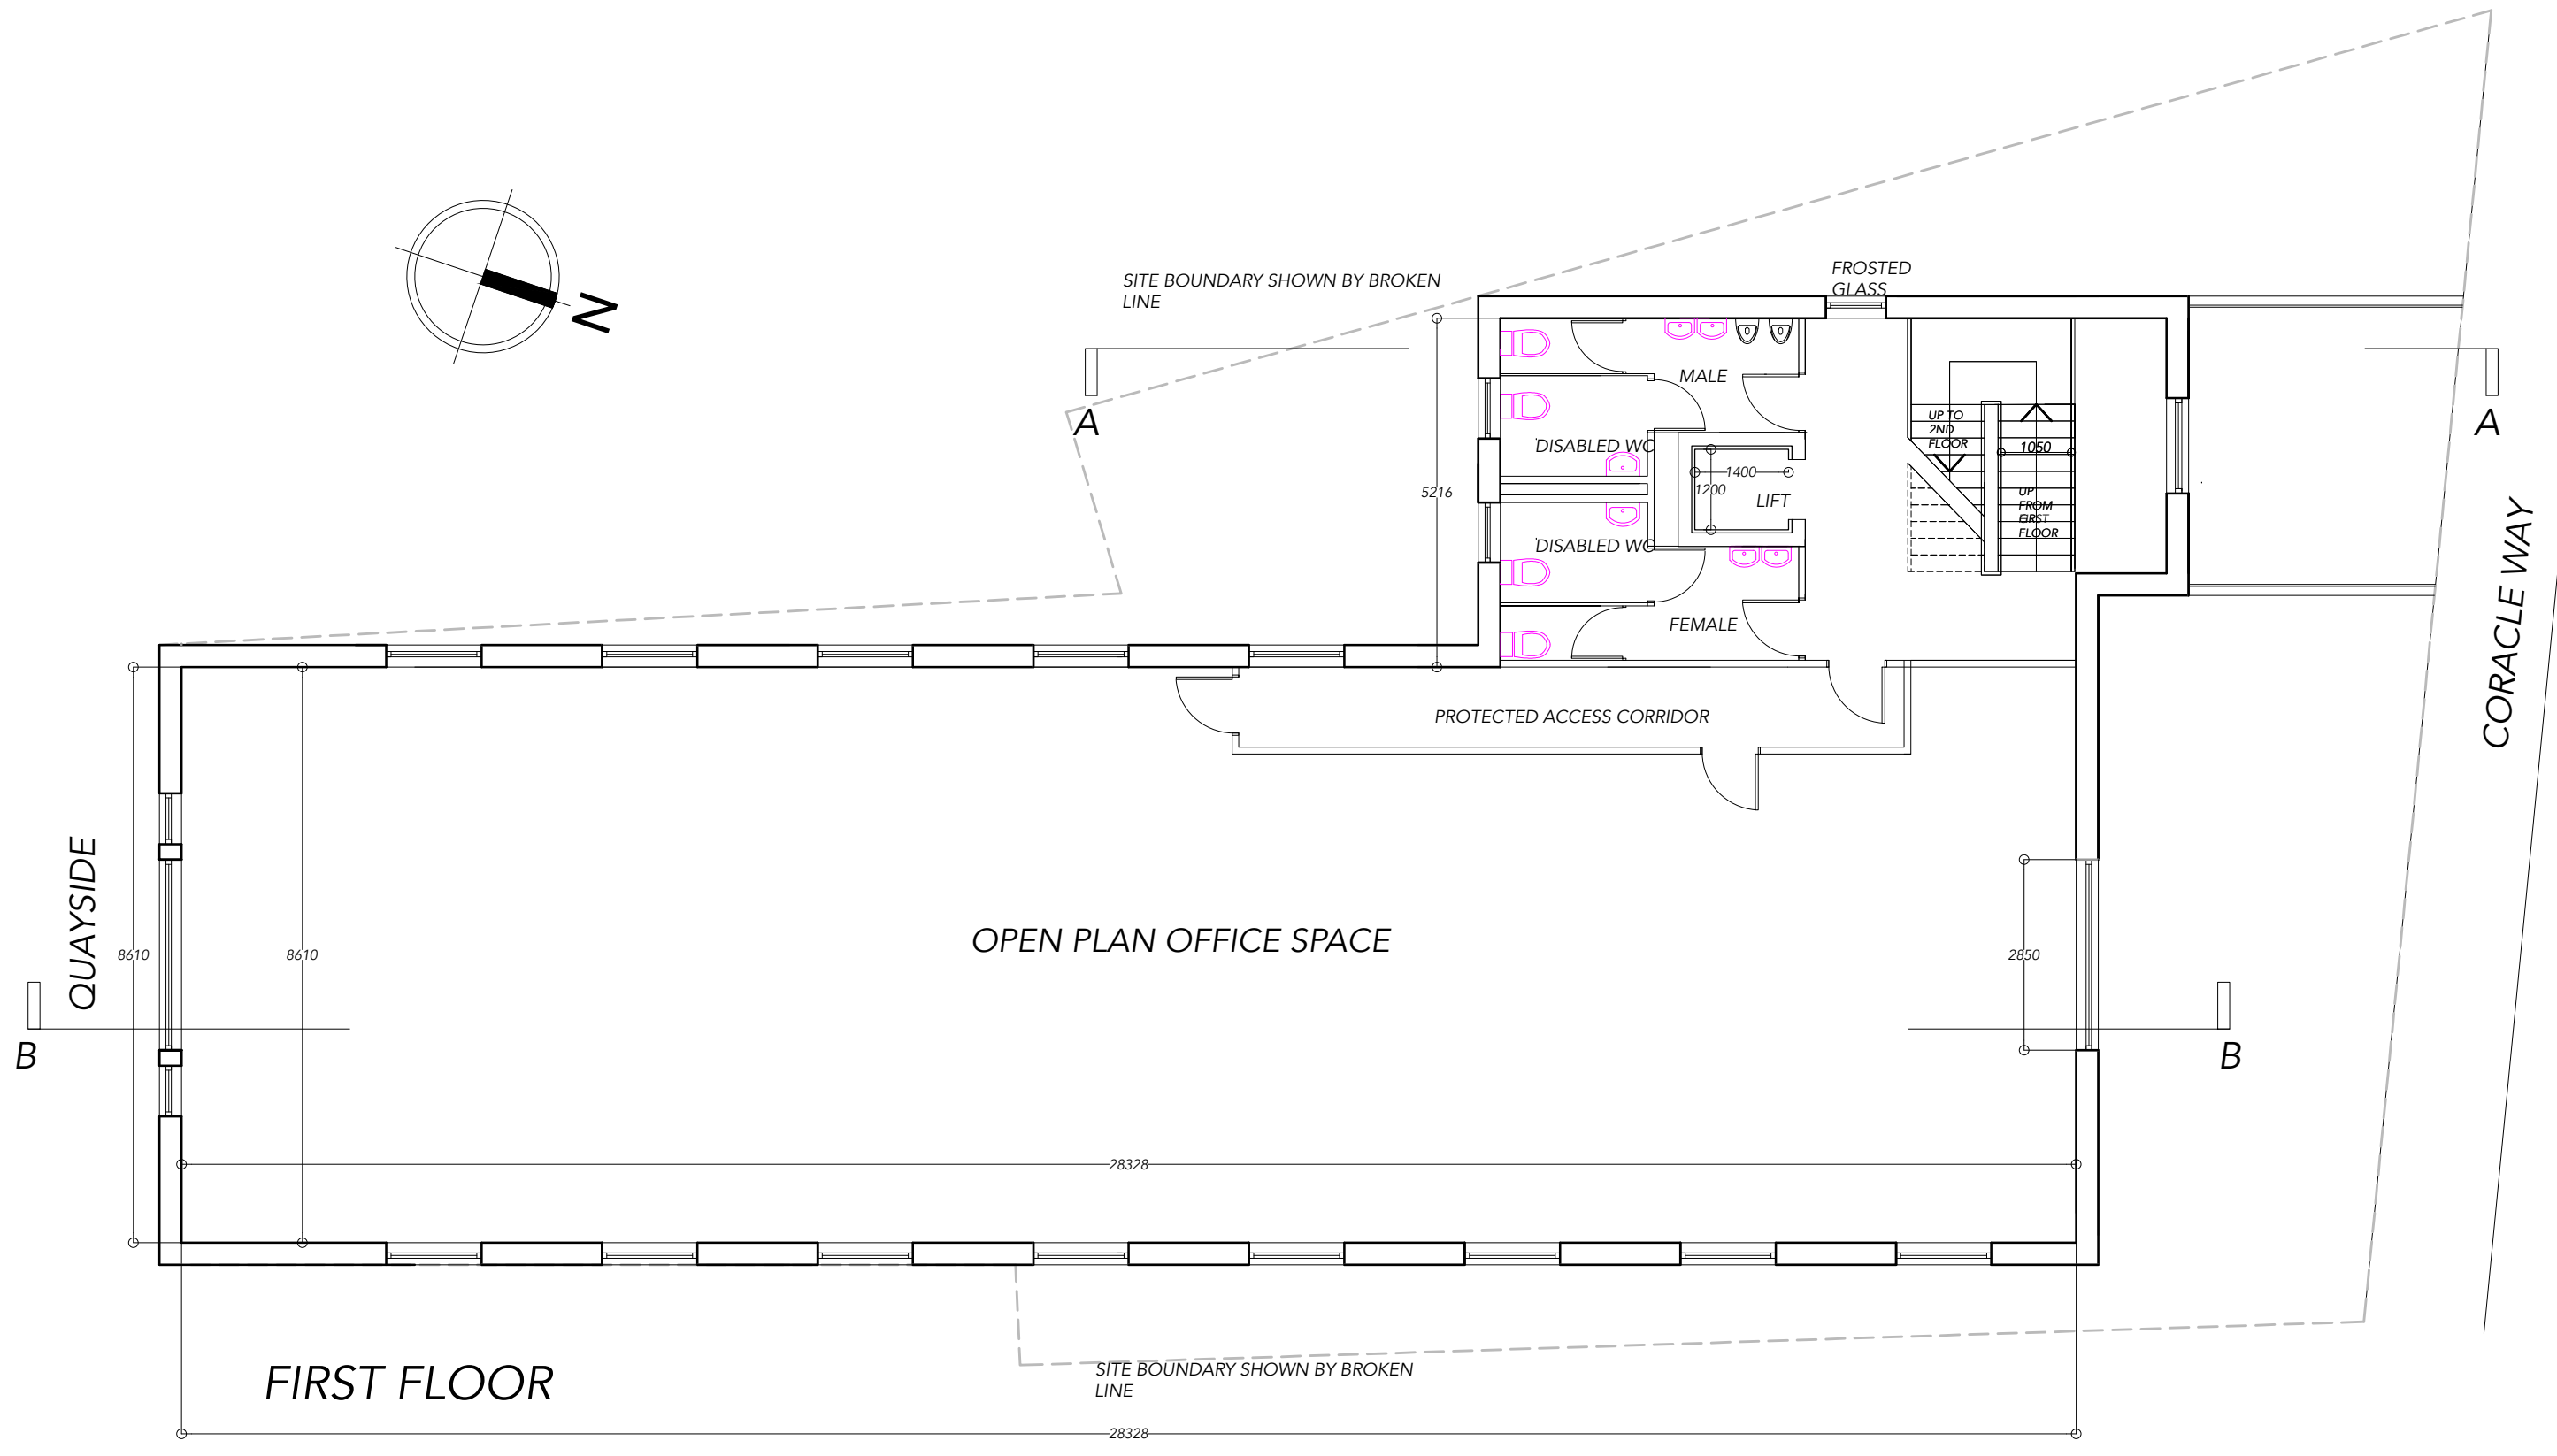 N
SITE BOUNDARY SHOWN BY BROKEN
LINE
FROSTED
GLASS
A
A
MALE
DISABLED WC
UP TO
2ND
FLOOR
1050
1400
1200
LIFT
5216
UP
FROM
FIRST
FLOOR
DISABLED WC
FEMALE
CORACLE WAY
PROTECTED ACCESS CORRIDOR
QUAYSIDE
8610
8610
OPEN PLAN OFFICE SPACE
2850
B
B
28328
FIRST FLOOR
SITE BOUNDARY SHOWN BY BROKEN
LINE
28328